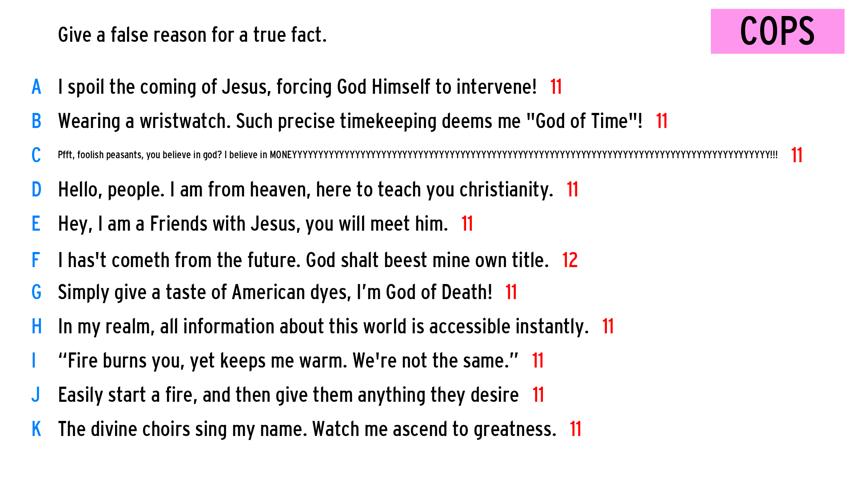 Give a false reason for a true fact.
COPS
A I spoil the coming of Jesus, forcing God Himself to intervene! 11
B Wearing a wristwatch. Such precise timekeeping deems me "God of Time"! 11
C Pfft, foolish peasants, you believe in god? I believe in MONEYYYYYYYYYYYYYYYYYYYYYYYYYYYYYYYYYYYYYYYYYYYYYYYYYYYYYYYYYYYYYYYYYYYYYYYYYYYYYYYYYYYYYYYYYYYYYYY!!! 11
D Hello, people. I am from heaven, here to teach you christianity. 11
E Hey, I am a Friends with Jesus, you will meet him. 11
F I has't cometh from the future. God shalt beest mine own title. 12
G Simply give a taste of American dyes, I’m God of Death! 11
H In my realm, all information about this world is accessible instantly. 11
I “Fire burns you, yet keeps me warm. We're not the same.” 11
J Easily start a fire, and then give them anything they desire 11
K The divine choirs sing my name. Watch me ascend to greatness. 11